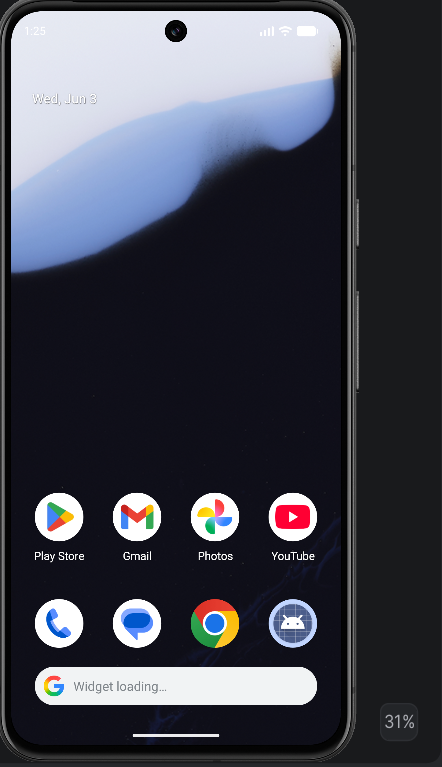 1:25
Wed, Jun 3
Play Store
Gmail
Photos
YouTube
Widget loading...
31%